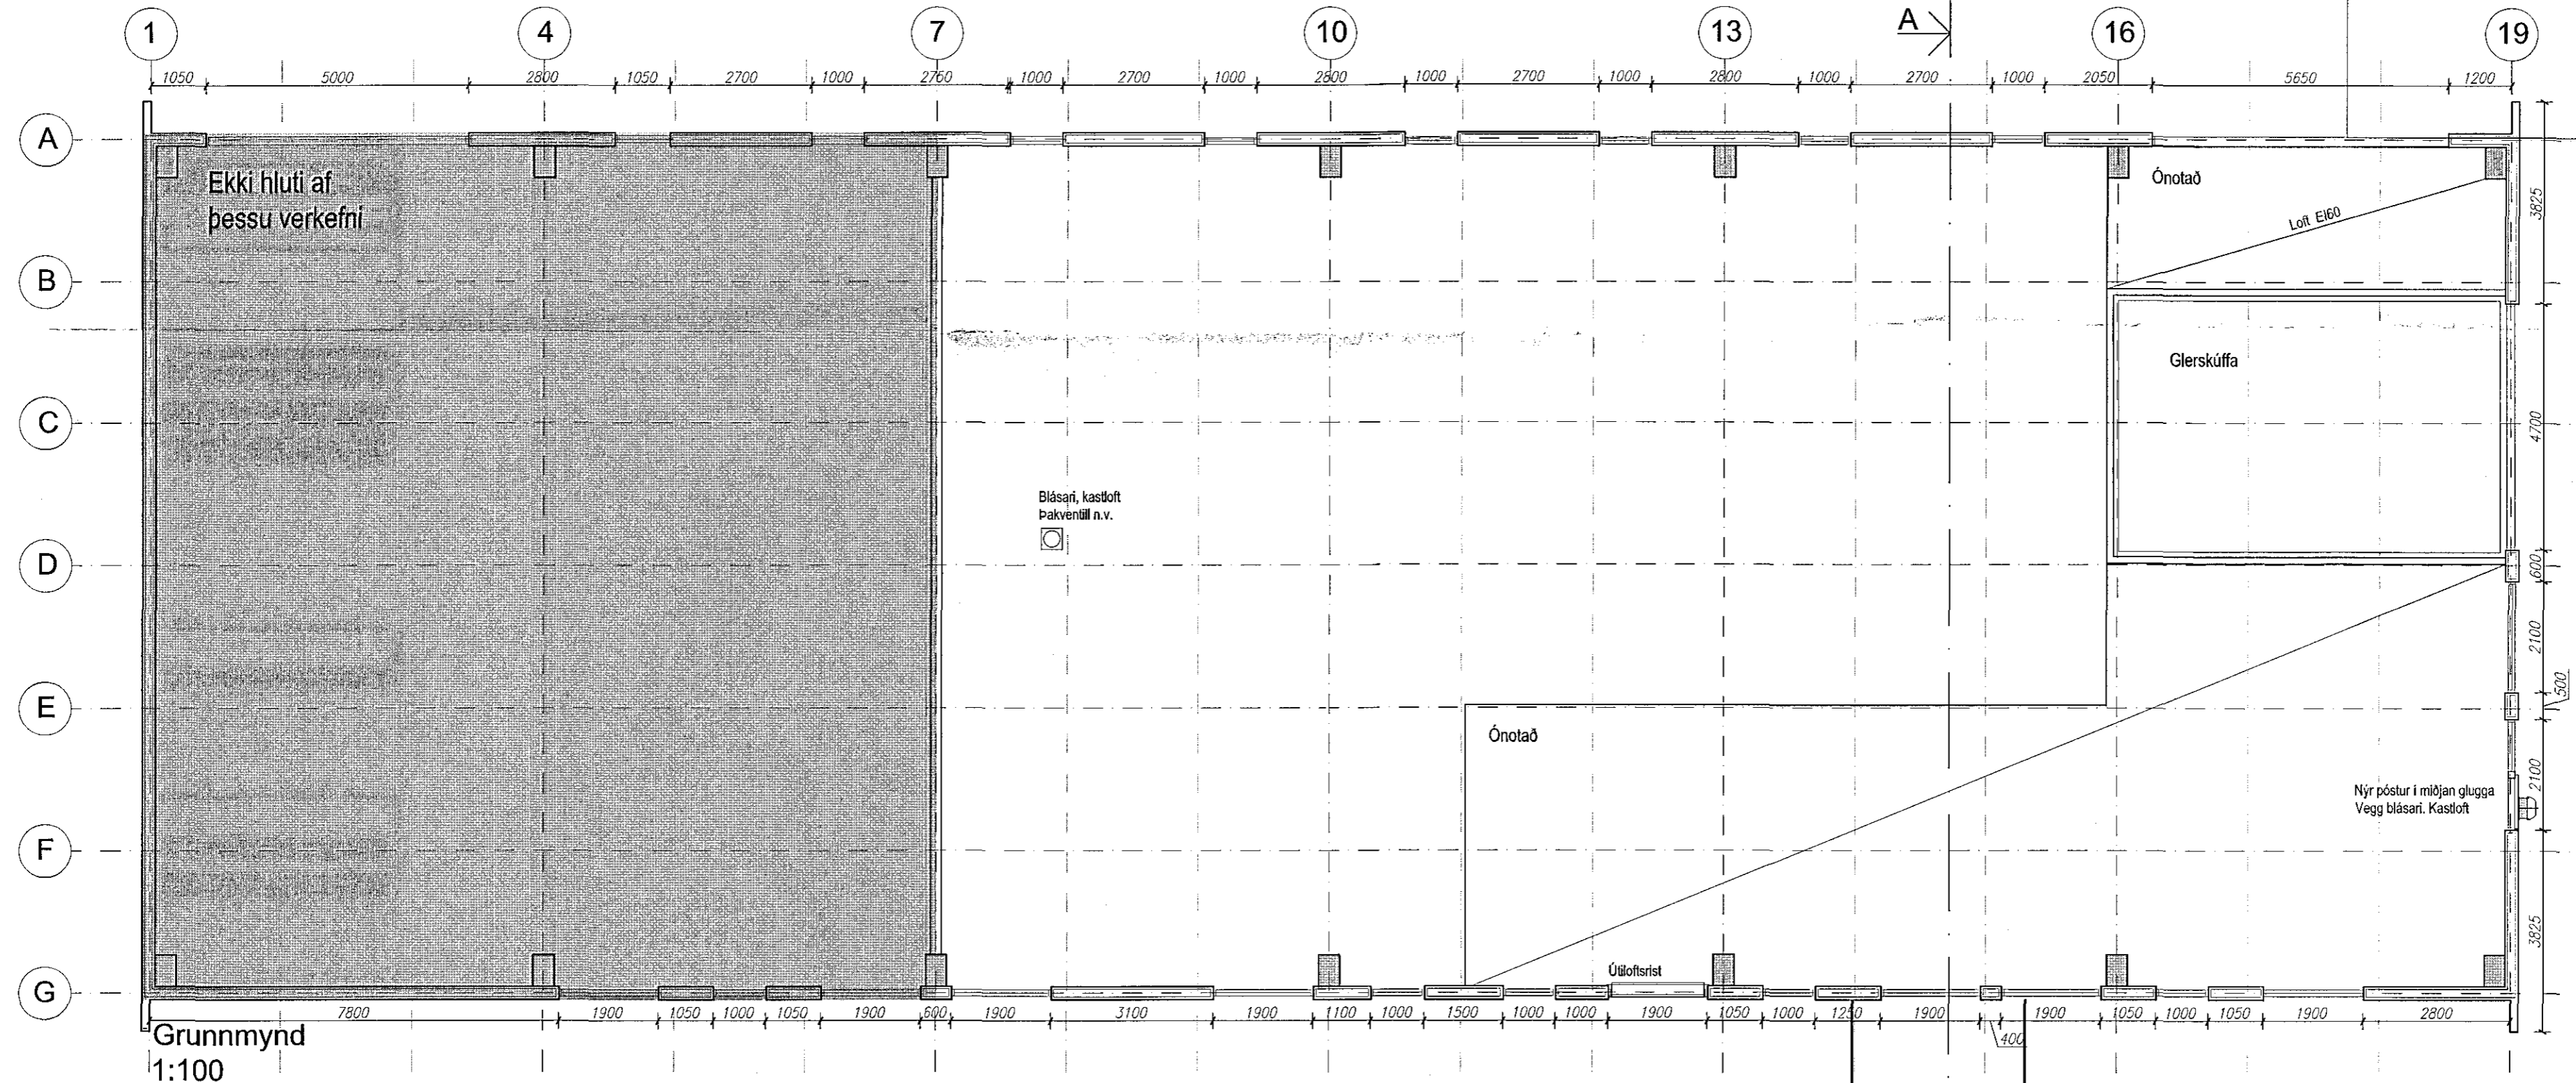 1 4 7 10 13 A 16 19
1050 5000 2800 1050 2700 1000 2750 1000 2700 1000 2800 1000 2700 1000 2800 1000 2700 1000 2050 5650 1200
A
Ekki hluti af
þessu verkefni
Ónotað
Loft EI60
3825
B
Glerskúffa
C
4700
Blásari, kastloft
Þakventill n.v.
D
600
2100
E
500
Ónotað
2100
Nýr póstur í miðjan glugga
Vegg blásari. Kastloft
F
3825
Útiloftsrist
G
7800 1900 1050 1000 1050 1900 600 1900 3100 1900 1100 1000 1500 1000 1000 1900 1050 1000 1250 1900 400 1900 1050 1000 1050 1900 2800
Grunnmynd
1:100